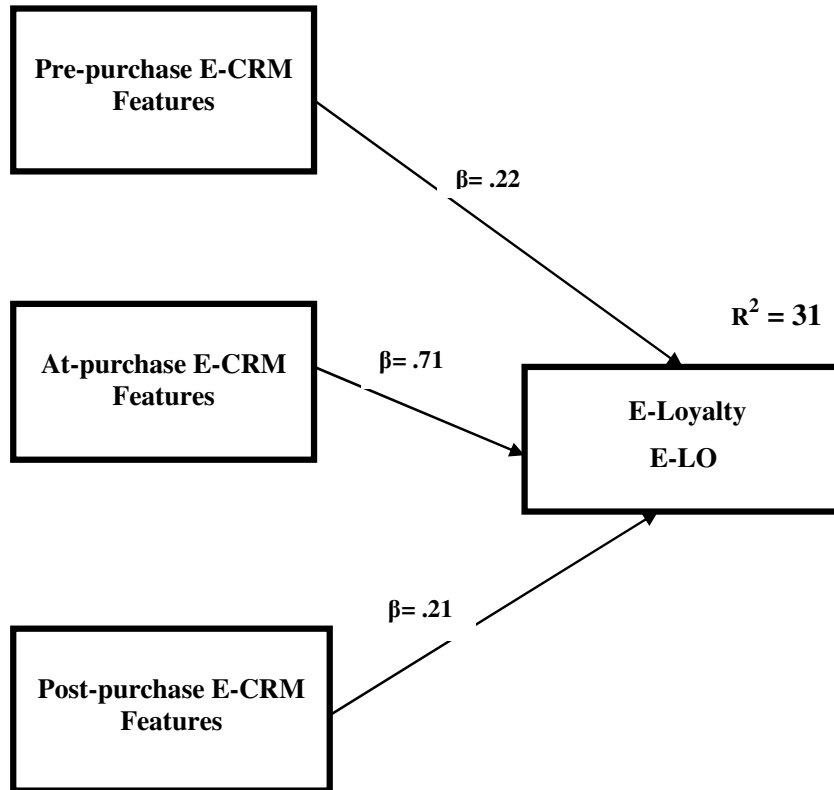 Pre-purchase E-CRM
Features
β= .22
R² = 31
At-purchase E-CRM
Features
β= .71
E-Loyalty
E-LO
β= .21
Post-purchase E-CRM
Features